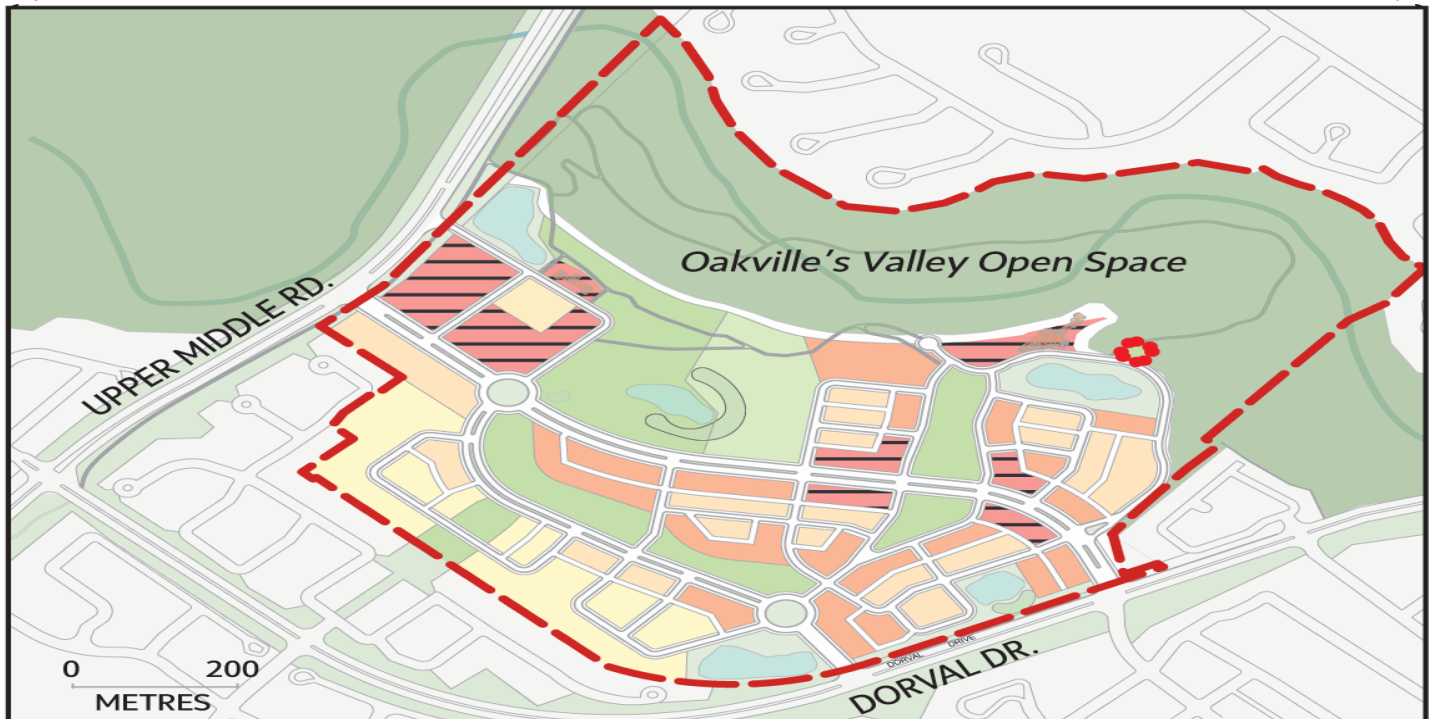 Oakville's Valley Open Space
UPPER MIDDLE RD.
DORVAL DRIVE
DORVAL DR.
0 200
METRES